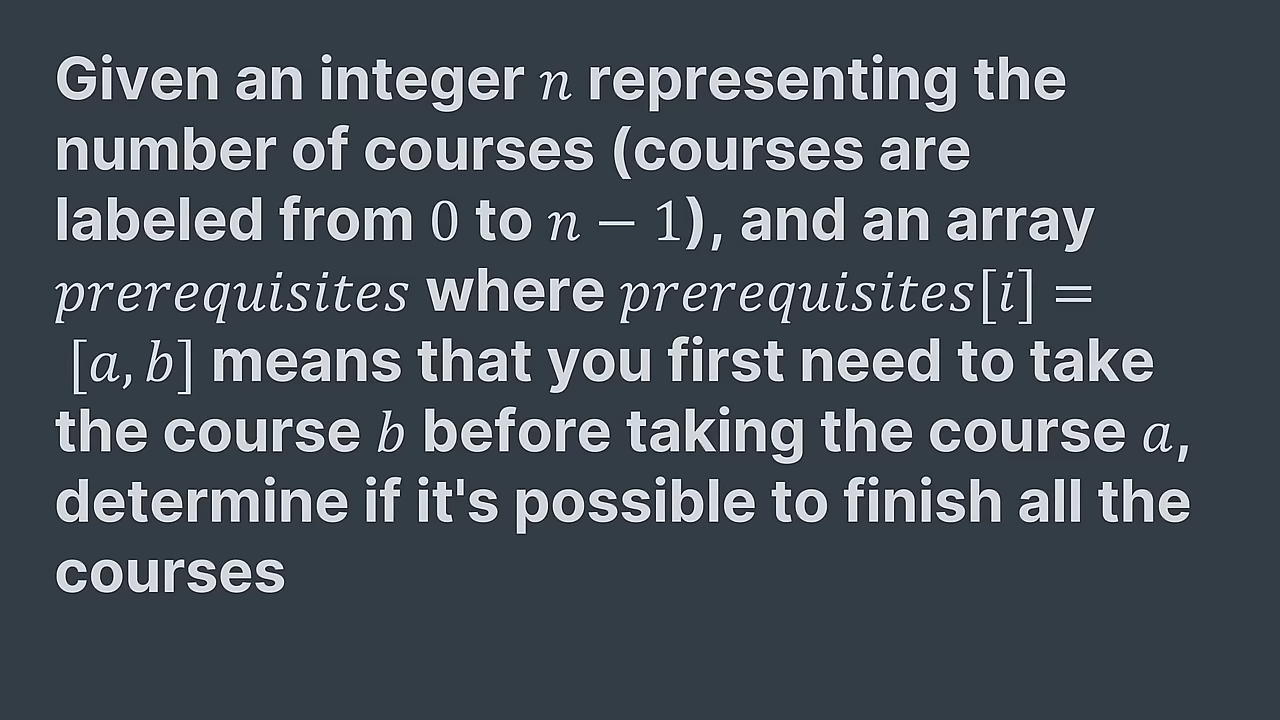 Given an integer n representing the
number of courses (courses are
labeled from 0 to n − 1), and an array
prerequisites where prerequisites[i] =
[a, b] means that you first need to take
the course b before taking the course a,
determine if it's possible to finish all the
courses